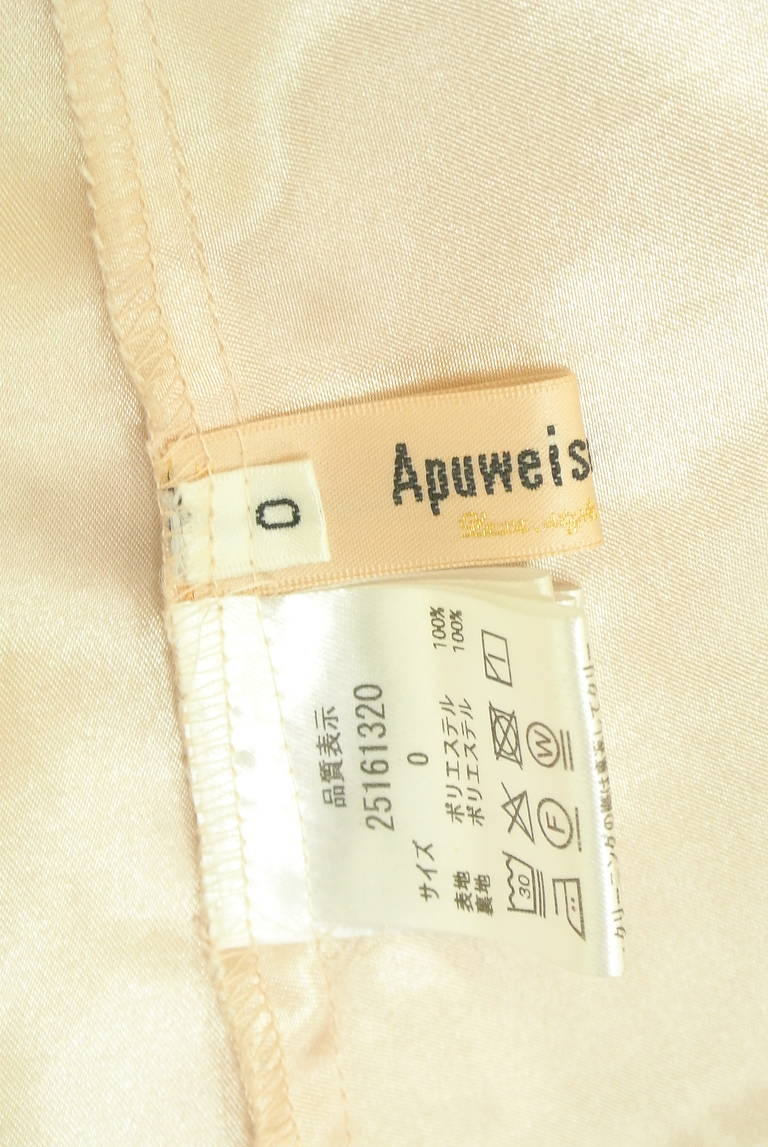 Apuweis
0
品質表示
25161320
サイズ 0
表地 ポリエステル 100%
裏地 ポリエステル 100%
30
F W